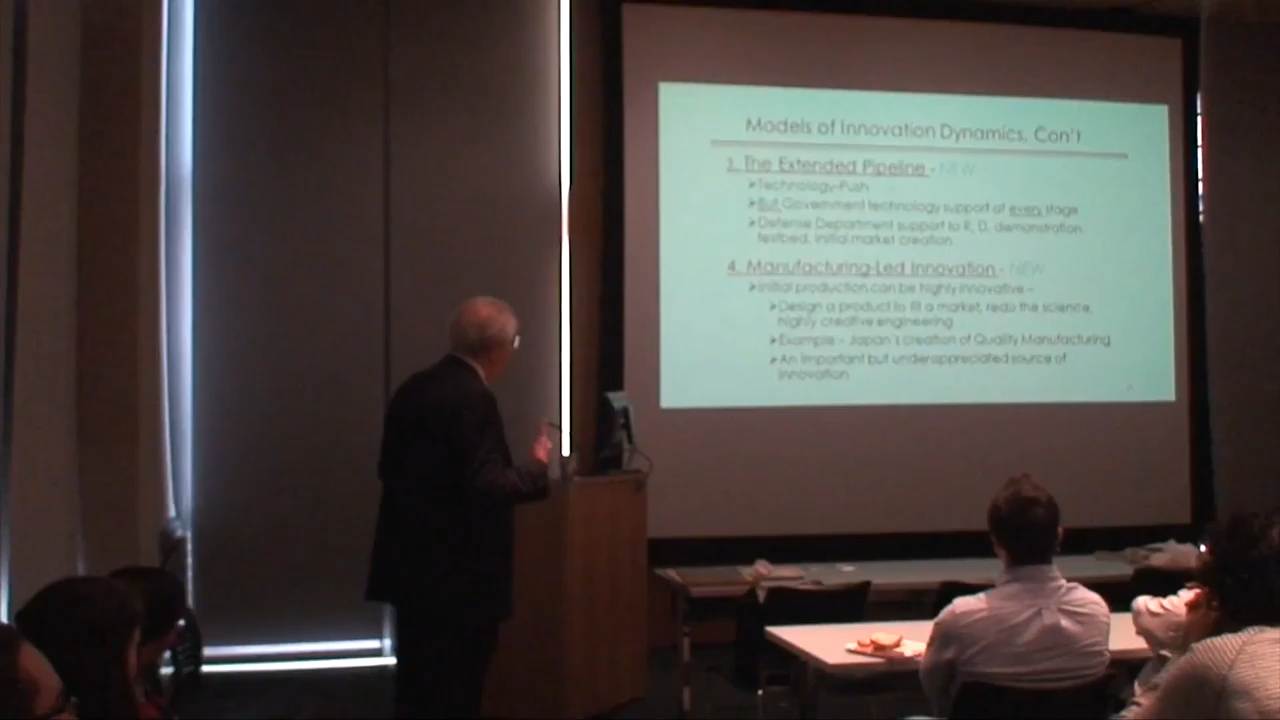 Models of Innovation Dynamics, Con't
3. The Extended Pipeline - NEW
➤Technology-Push
➤But Government technology support at every stage
➤Defense Department support to R, D, demonstration,
testbed, initial market creation
4. Manufacturing-Led Innovation - NEW
➤Initial production can be highly innovative –
➤Design a product to fit a market, redo the science,
highly creative engineering
➤Example – Japan's creation of Quality Manufacturing
➤An important but underappreciated source of
innovation